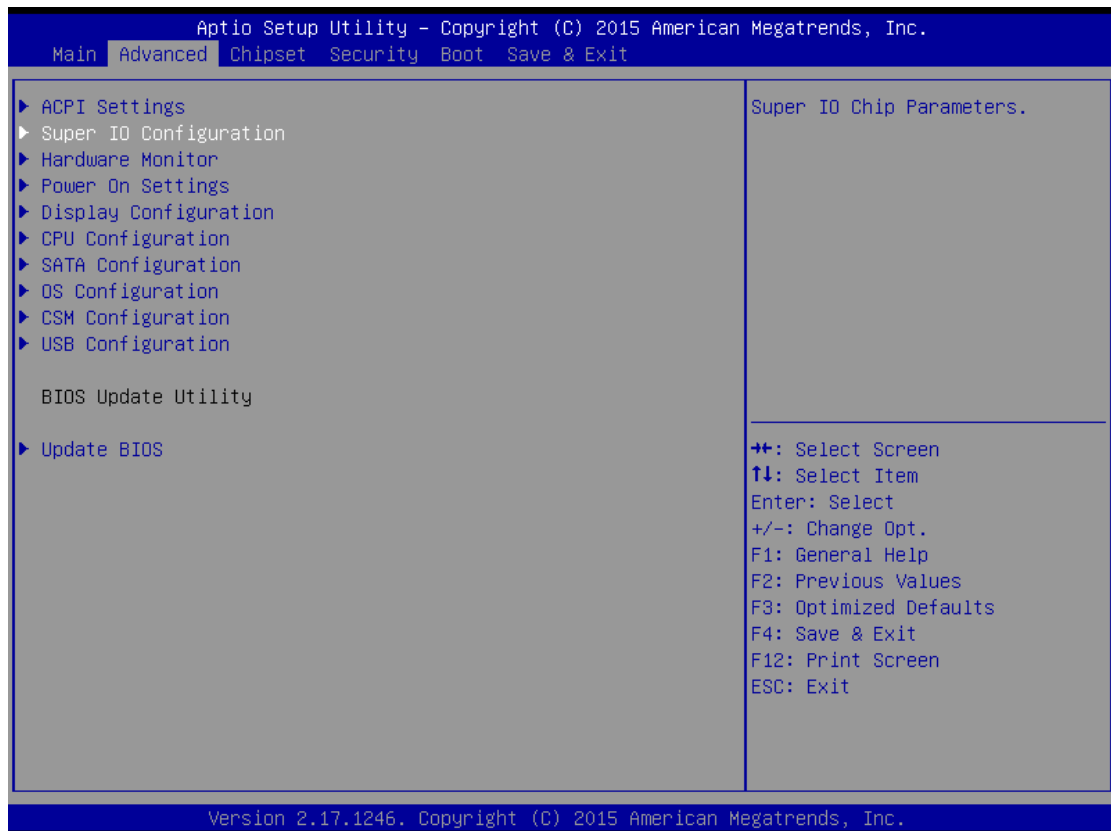 Aptio Setup Utility – Copyright (C) 2015 American Megatrends, Inc.
Main Advanced Chipset Security Boot Save & Exit
▶ ACPI Settings
▶ Super IO Configuration
▶ Hardware Monitor
▶ Power On Settings
▶ Display Configuration
▶ CPU Configuration
▶ SATA Configuration
▶ OS Configuration
▶ CSM Configuration
▶ USB Configuration
BIOS Update Utility
▶ Update BIOS
Super IO Chip Parameters.
→←: Select Screen
↑↓: Select Item
Enter: Select
+/-: Change Opt.
F1: General Help
F2: Previous Values
F3: Optimized Defaults
F4: Save & Exit
F12: Print Screen
ESC: Exit
Version 2.17.1246. Copyright (C) 2015 American Megatrends, Inc.